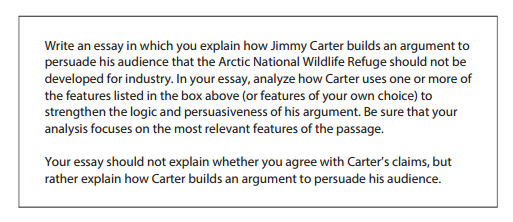 Write an essay in which you explain how Jimmy Carter builds an argument to
persuade his audience that the Arctic National Wildlife Refuge should not be
developed for industry. In your essay, analyze how Carter uses one or more of
the features listed in the box above (or features of your own choice) to
strengthen the logic and persuasiveness of his argument. Be sure that your
analysis focuses on the most relevant features of the passage.
Your essay should not explain whether you agree with Carter’s claims, but
rather explain how Carter builds an argument to persuade his audience.